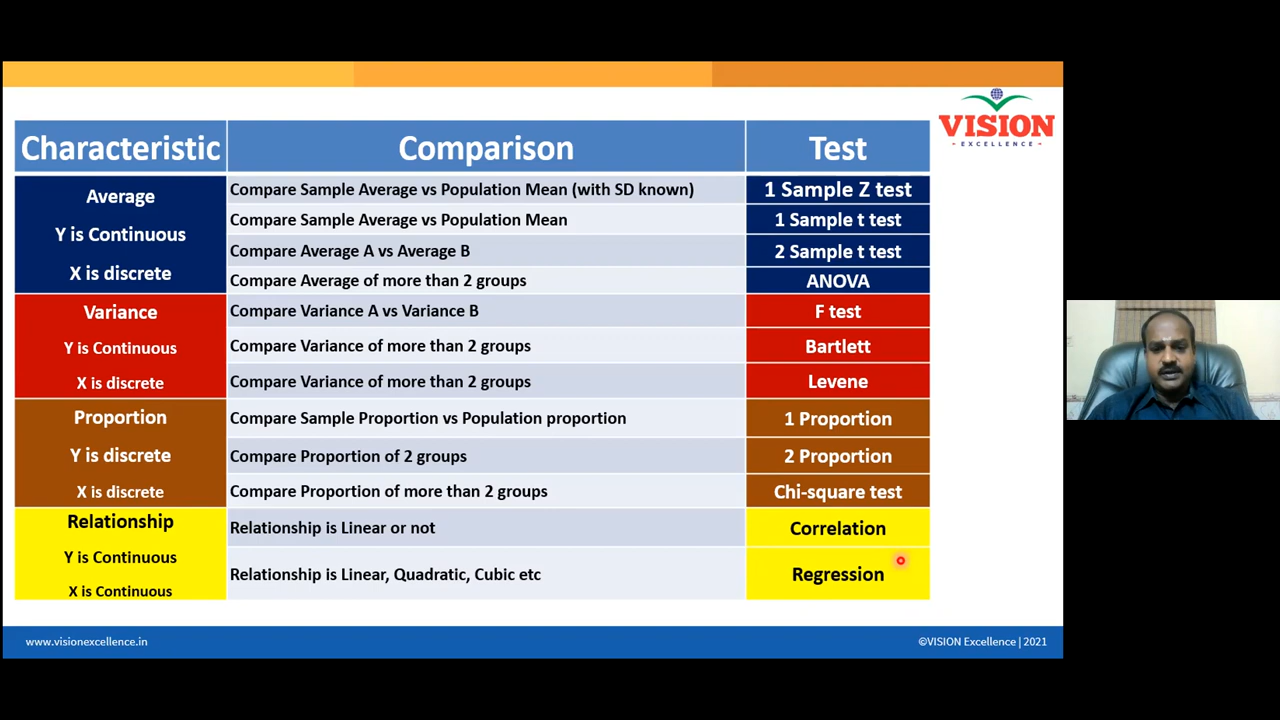 VISION
EXCELLENCE
Characteristic Comparison Test
Average
Y is Continuous
X is discrete
Compare Sample Average vs Population Mean (with SD known) 1 Sample Z test
Compare Sample Average vs Population Mean 1 Sample t test
Compare Average A vs Average B 2 Sample t test
Compare Average of more than 2 groups ANOVA
Variance
Y is Continuous
X is discrete
Compare Variance A vs Variance B F test
Compare Variance of more than 2 groups Bartlett
Compare Variance of more than 2 groups Levene
Proportion
Y is discrete
X is discrete
Compare Sample Proportion vs Population proportion 1 Proportion
Compare Proportion of 2 groups 2 Proportion
Compare Proportion of more than 2 groups Chi-square test
Relationship
Y is Continuous
X is Continuous
Relationship is Linear or not Correlation
Relationship is Linear, Quadratic, Cubic etc Regression
www.visionexcellence.in ©VISION Excellence | 2021